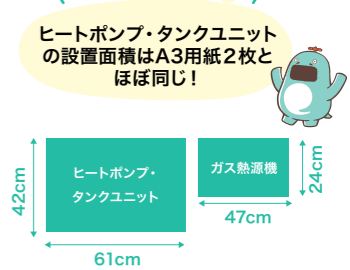 ヒートポンプ・タンクユニット
の設置面積はA3用紙2枚と
ほぼ同じ!
ヒートポンプ・
タンクユニット
42cm
61cm
ガス熱源機
24cm
47cm